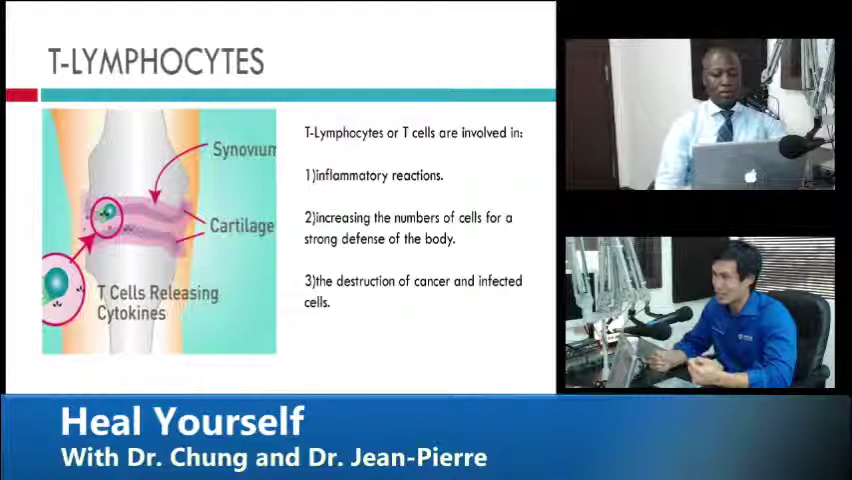 T-LYMPHOCYTES
Synovium
Cartilage
T Cells Releasing
Cytokines
T-Lymphocytes or T cells are involved in:
1)inflammatory reactions.
2)increasing the numbers of cells for a
strong defense of the body.
3)the destruction of cancer and infected
cells.
Heal Yourself
With Dr. Chung and Dr. Jean-Pierre